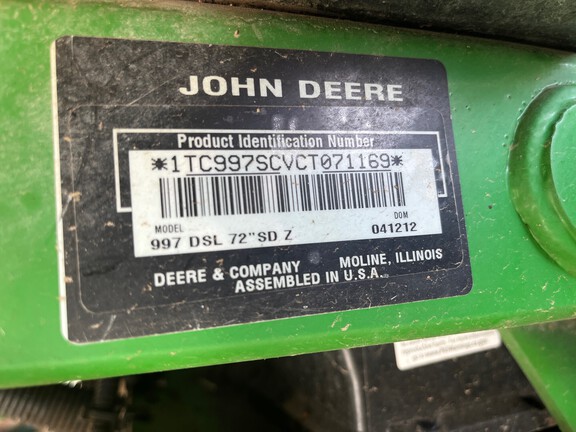 JOHN DEERE
Product Identification Number
*1TC997SCVCT071169*
MODEL DOM
997 DSL 72"SD Z 041212
DEERE & COMPANY MOLINE, ILLINOIS
ASSEMBLED IN U.S.A.